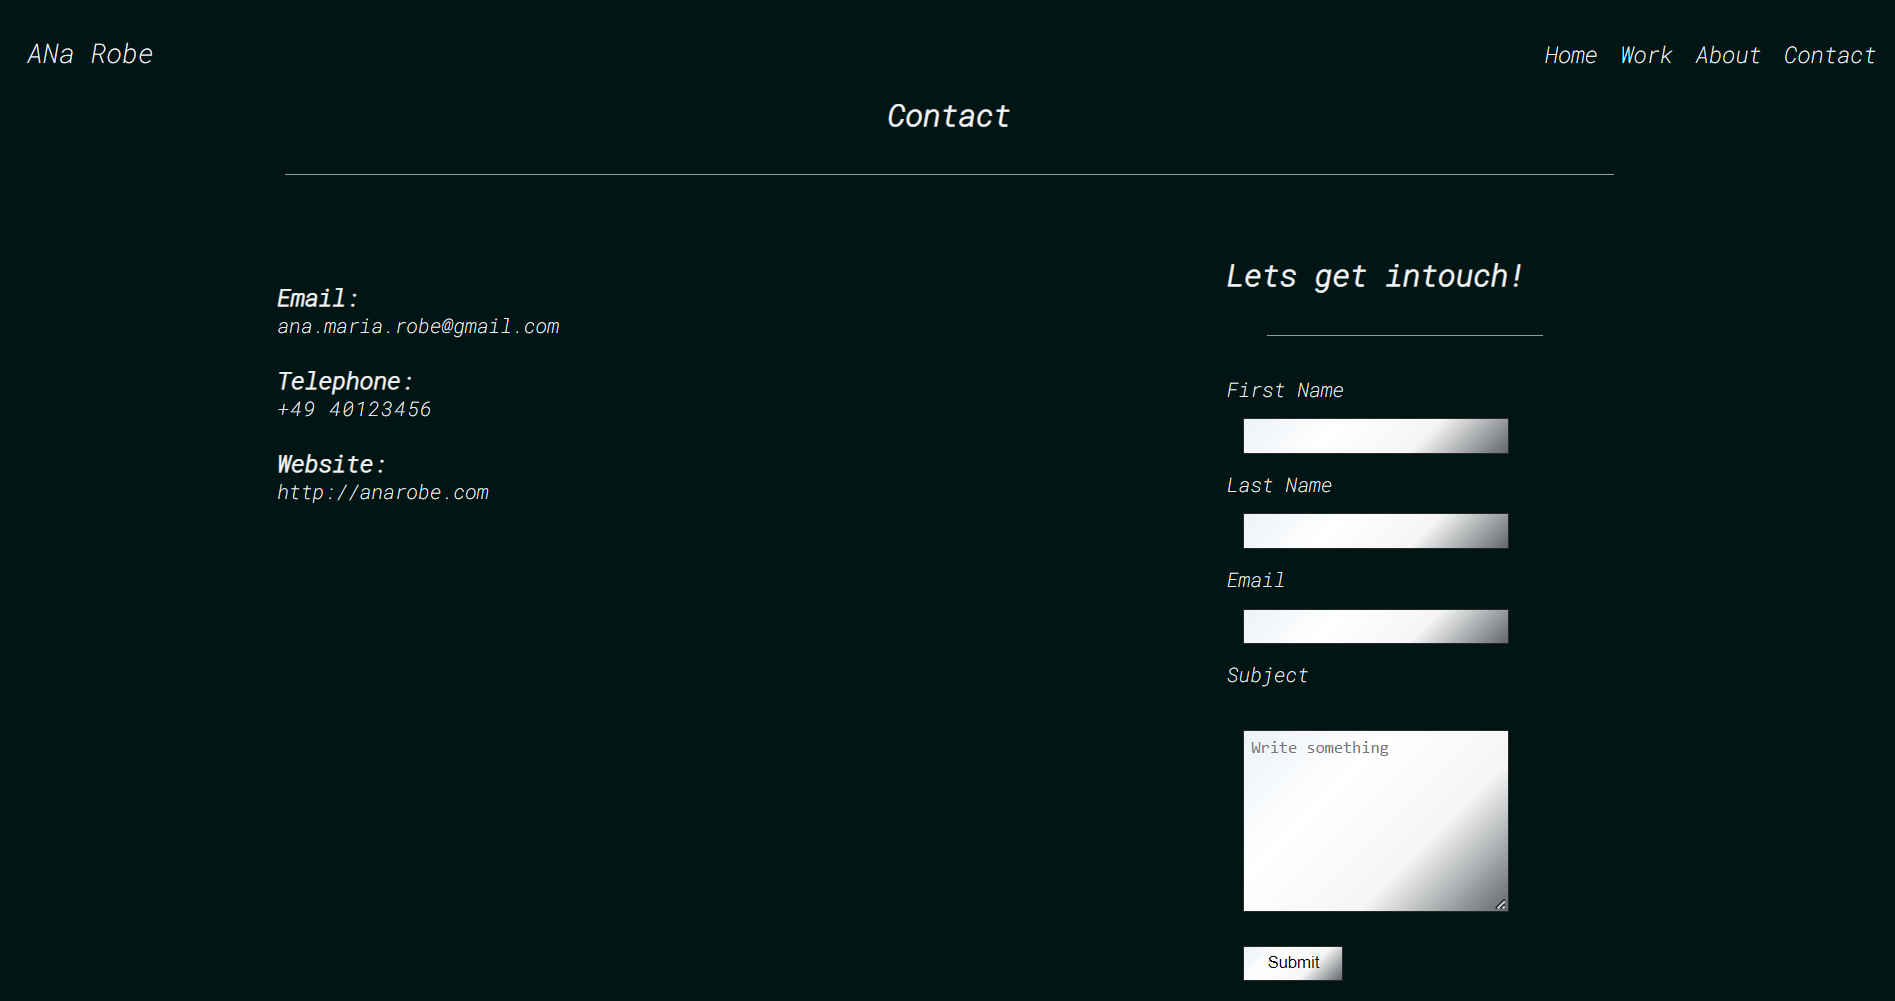 ANa Robe
Home Work About Contact
Contact
Email:
ana.maria.robe@gmail.com
Telephone:
+49 40123456
Website:
http://anarobe.com
Lets get intouch!
First Name
Last Name
Email
Subject
Write something
Submit